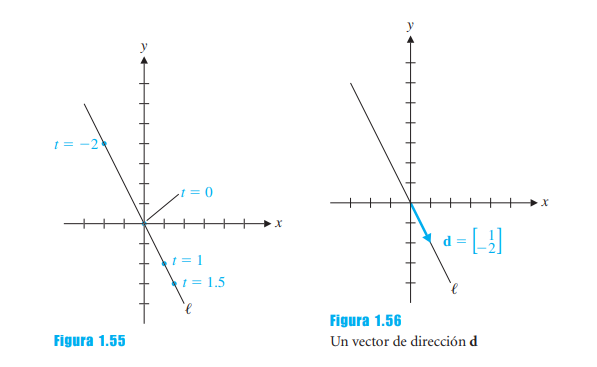 y
t = −2
t = 0
x
t = 1
t = 1.5
ℓ
Figura 1.55
y
x
d = [1
−2]
ℓ
Figura 1.56
Un vector de dirección d